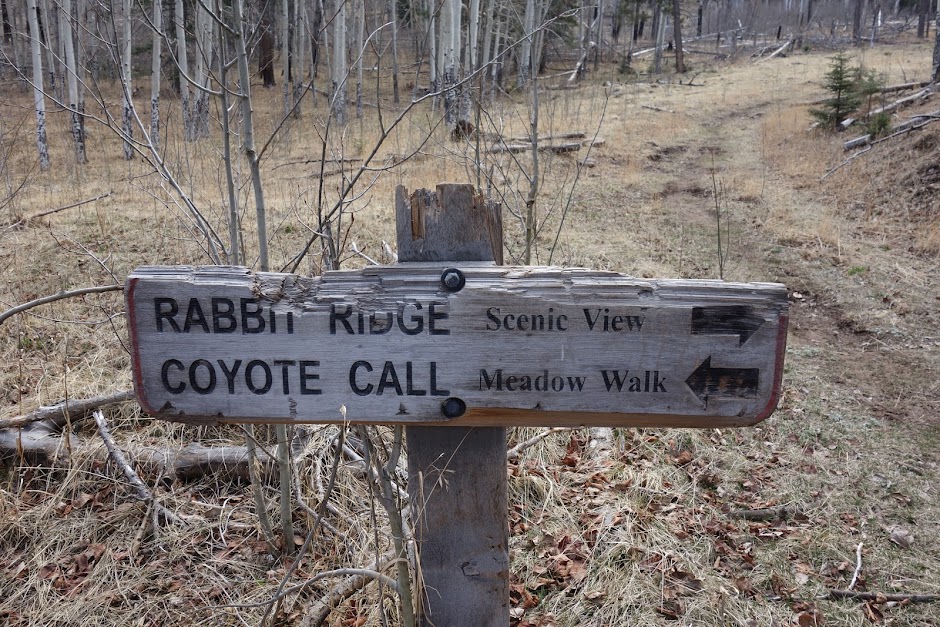 RABBIT RIDGE Scenic View
COYOTE CALL Meadow Walk